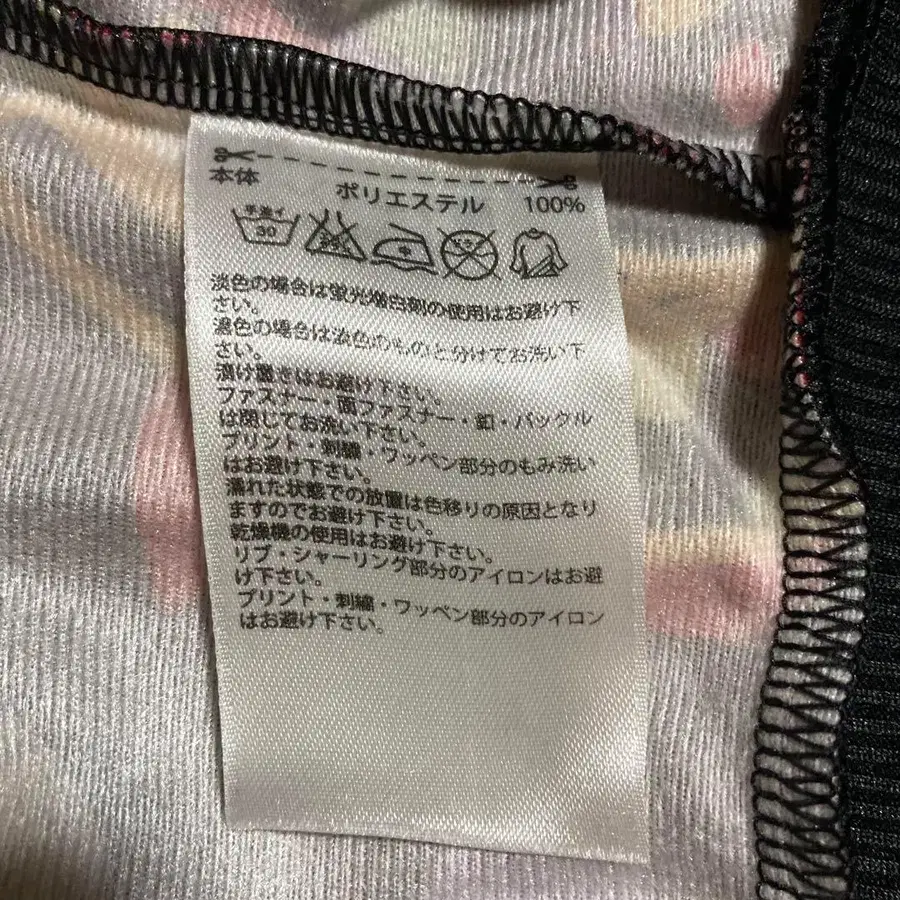 本体 ポリエステル 100%
手洗イ
30
淡色の場合は蛍光増白剤の使用はお避け下
さい。
濃色の場合は淡色のものと分けてお洗い下
さい。
漬け置きはお避け下さい。
ファスナー・面ファスナー・釦・バックル
は閉じてお洗い下さい。
プリント・刺繍・ワッペン部分のもみ洗い
はお避け下さい。
濡れた状態での放置は色移りの原因となり
ますのでお避け下さい。
乾燥機の使用はお避け下さい。
リブ・シャーリング部分のアイロンはお避
け下さい。
プリント・刺繍・ワッペン部分のアイロン
はお避け下さい。